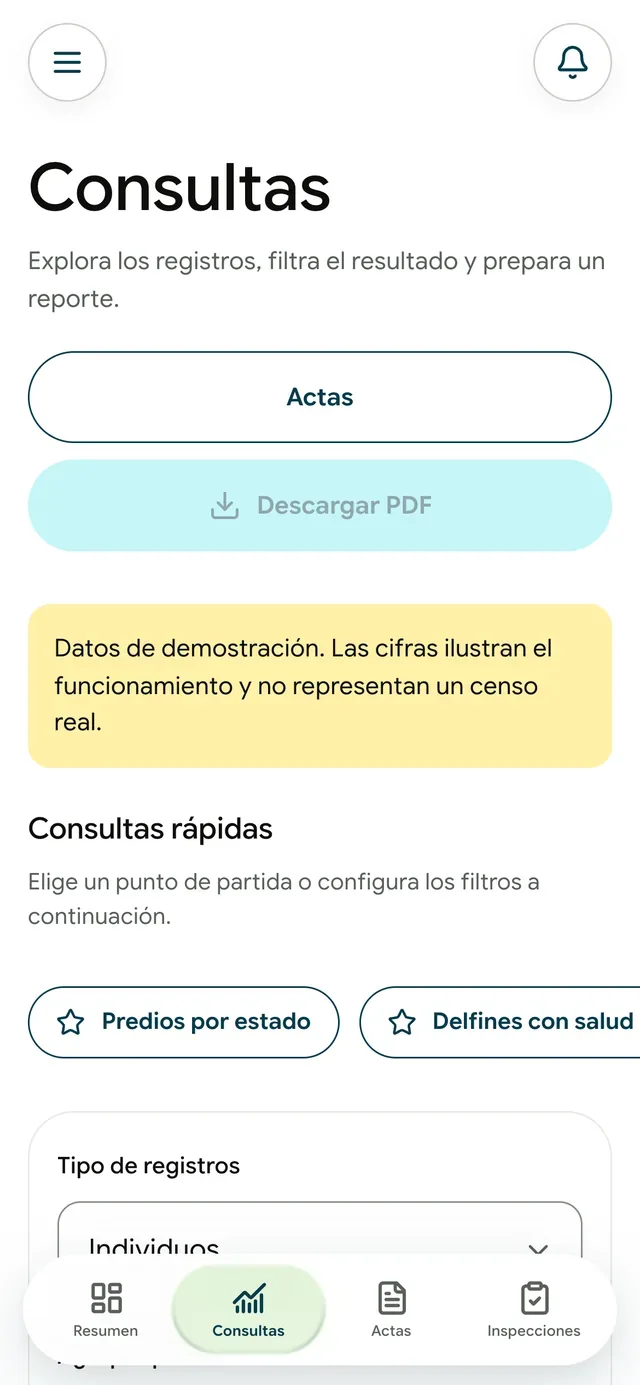 Consultas
Explora los registros, filtra el resultado y prepara un
reporte.
Actas
Descargar PDF
Datos de demostración. Las cifras ilustran el
funcionamiento y no representan un censo
real.
Consultas rápidas
Elige un punto de partida o configura los filtros a
continuación.
Predios por estado
Delfines con salud
Tipo de registros
Individuos
Resumen
Consultas
Actas
Inspecciones